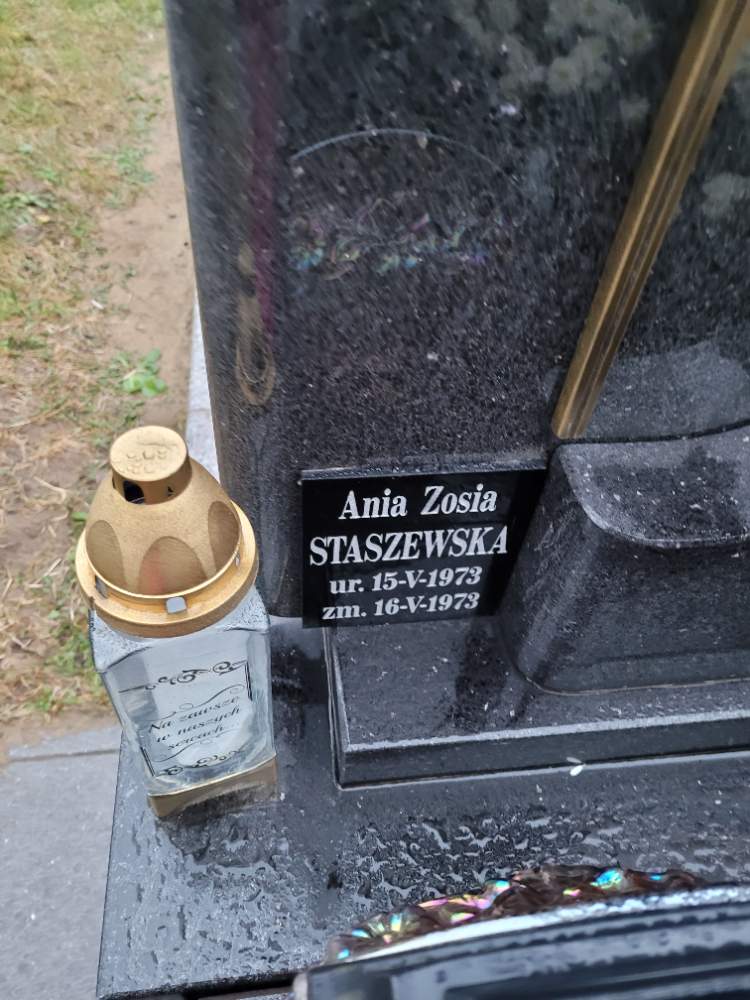 Ania Zosia
STASZEWSKA
ur. 15-V-1973
zm. 16-V-1973
Na zawsze
w naszych
sercach